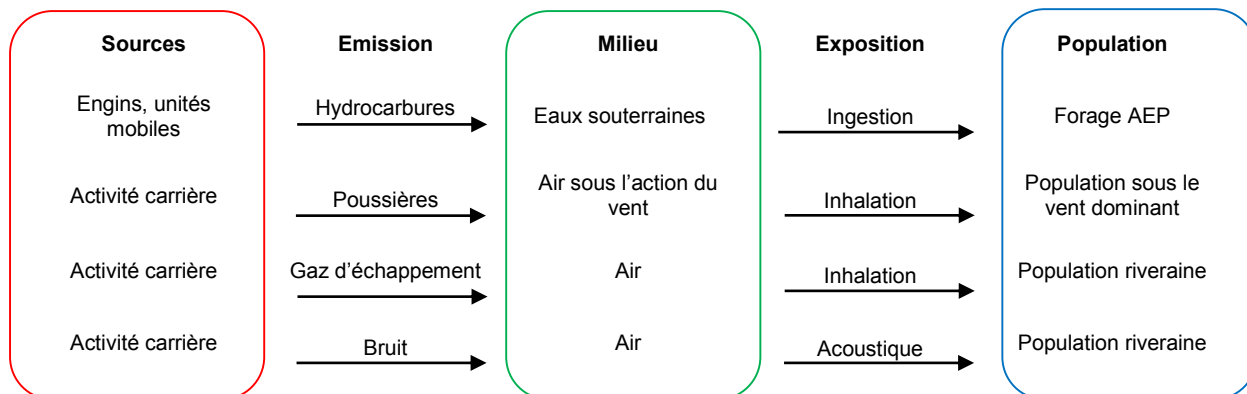 Sources Emission Milieu Exposition Population
Engins, unités
mobiles
Hydrocarbures
Eaux souterraines
Ingestion
Forage AEP
Activité carrière
Poussières
Air sous l'action du
vent
Inhalation
Population sous le
vent dominant
Activité carrière
Gaz d'échappement
Air
Inhalation
Population riveraine
Activité carrière
Bruit
Air
Acoustique
Population riveraine